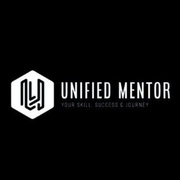 UNIFIED MENTOR
YOUR SKILL, SUCCESS & JOURNEY